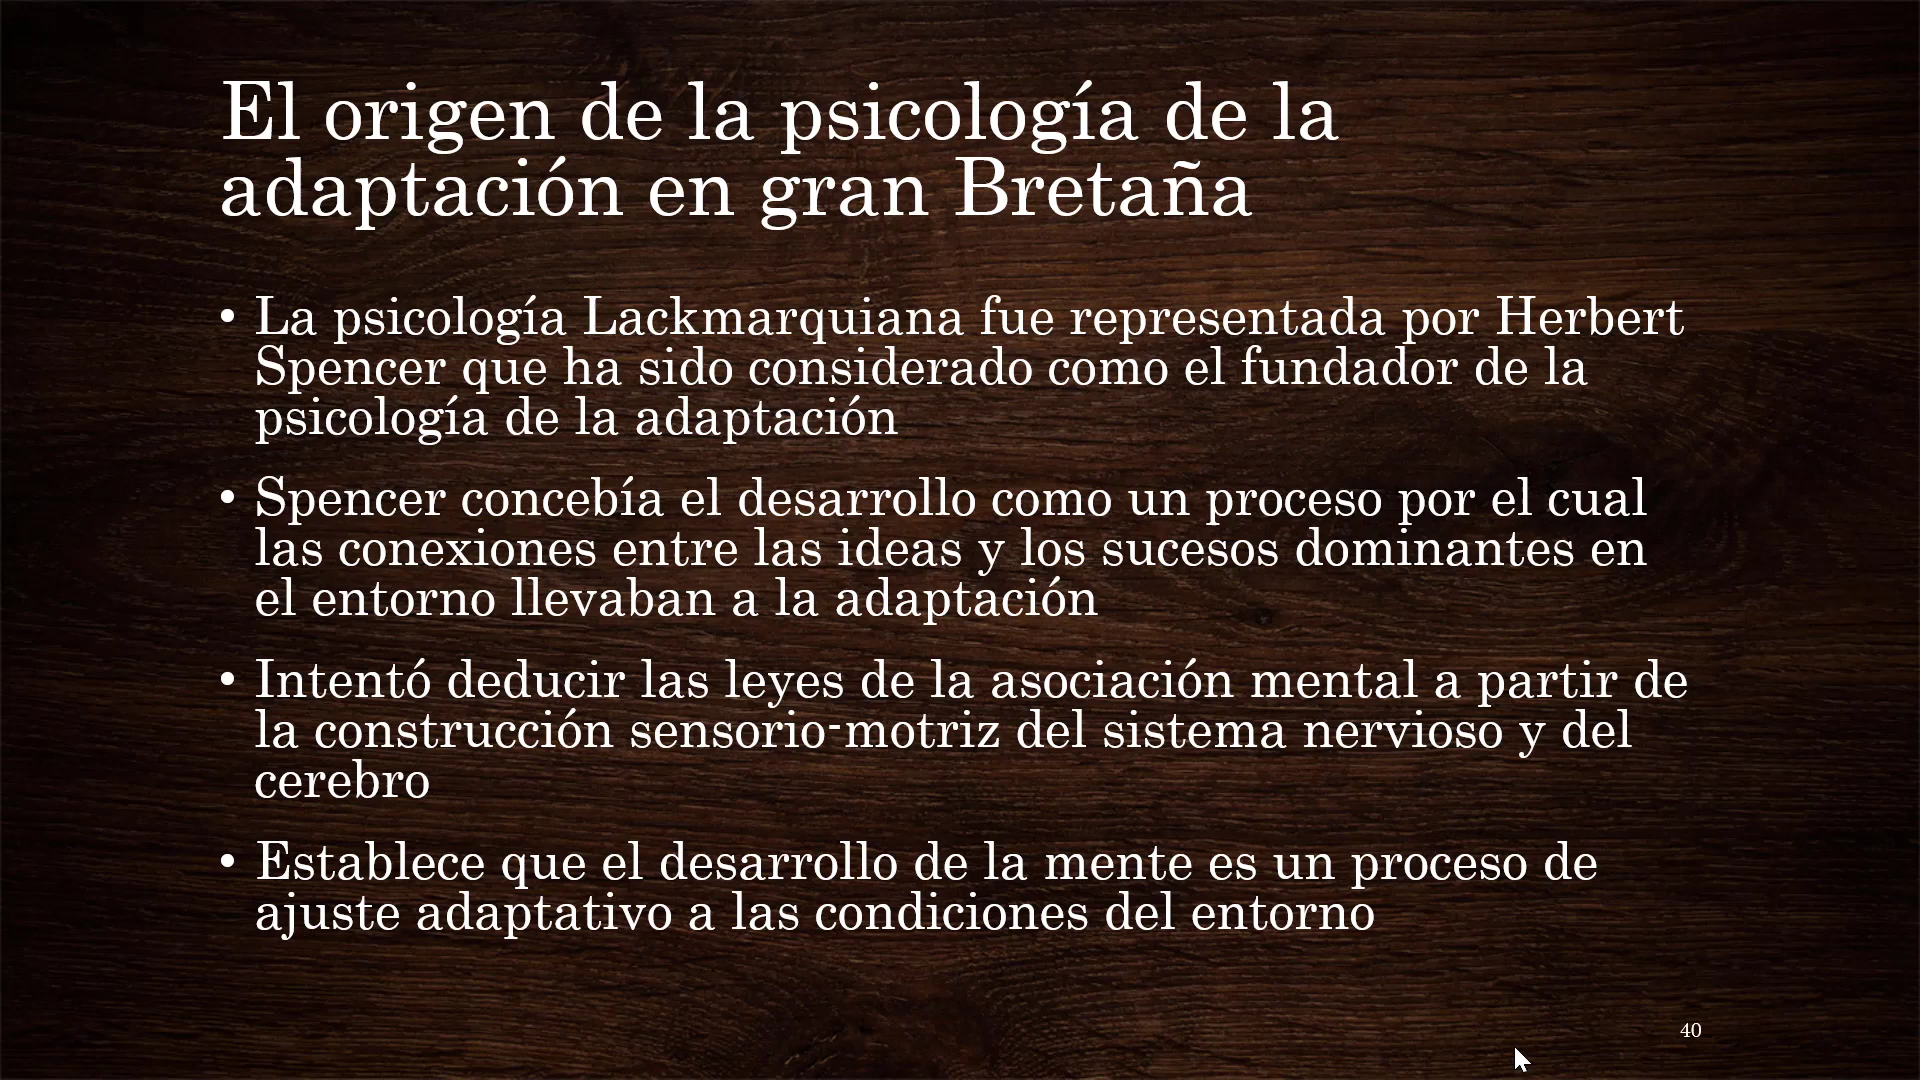 El origen de la psicología de la
adaptación en gran Bretaña
• La psicología Lackmarquiana fue representada por Herbert
Spencer que ha sido considerado como el fundador de la
psicología de la adaptación
• Spencer concebía el desarrollo como un proceso por el cual
las conexiones entre las ideas y los sucesos dominantes en
el entorno llevaban a la adaptación
• Intentó deducir las leyes de la asociación mental a partir de
la construcción sensorio-motriz del sistema nervioso y del
cerebro
• Establece que el desarrollo de la mente es un proceso de
ajuste adaptativo a las condiciones del entorno
40